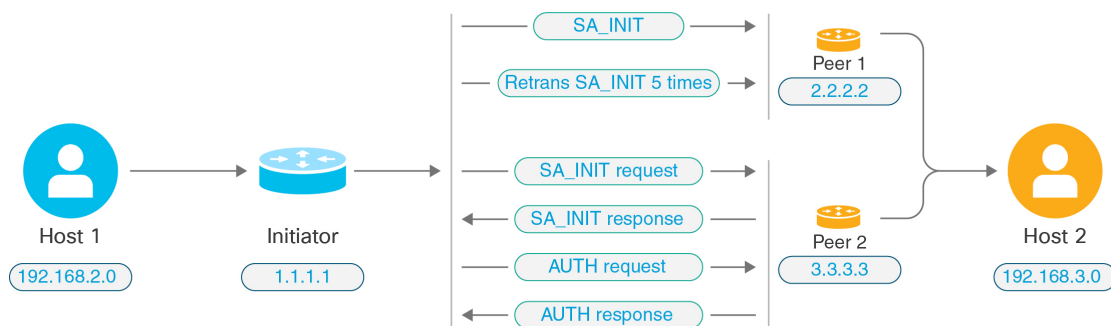 SA_INIT
Retrans SA_INIT 5 times
Peer 1
2.2.2.2
SA_INIT request
SA_INIT response
AUTH request
AUTH response
Peer 2
3.3.3.3
Host 1
192.168.2.0
Initiator
1.1.1.1
Host 2
192.168.3.0